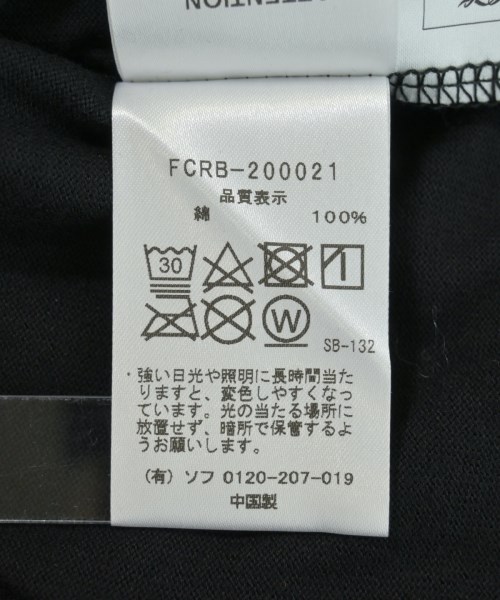 ATTENTION
FCRB-200021
品質表示
綿 100%
30
W
SB-132
・強い日光や照明に長時間当た
りますと、変色しやすくなっ
ています。光の当たる場所に
放置せず、暗所で保管するよ
うお願いします。
(有) ソフ 0120-207-019
中国製